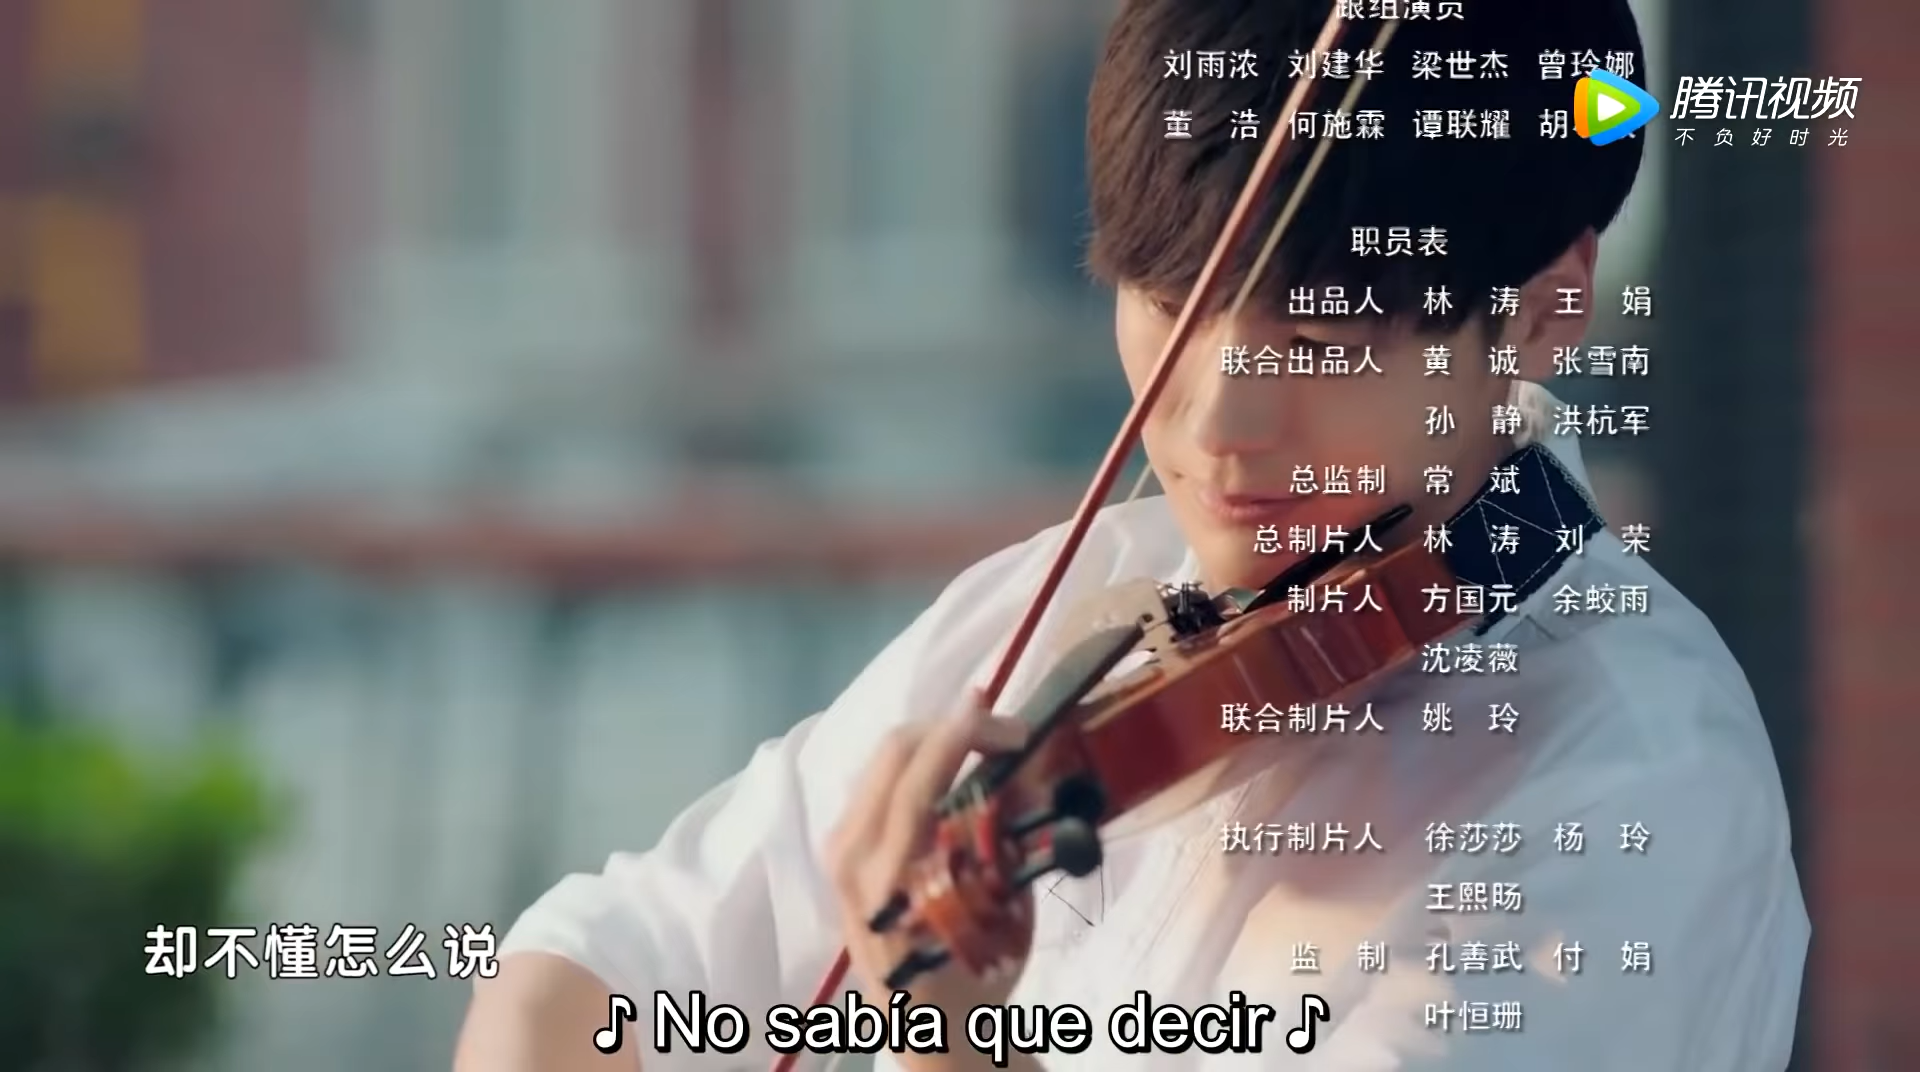 跟组演员
刘雨浓 刘建华 梁世杰 曾玲娜
董 浩 何施霖 谭联耀 胡
腾讯视频
不负好时光
职员表
出品人 林 涛 王 娟
联合出品人 黄 诚 张雪南
孙 静 洪杭军
总监制 常 斌
总制片人 林 涛 刘 荣
制片人 方国元 余蛟雨
沈凌薇
联合制片人 姚 玲
执行制片人 徐莎莎 杨 玲
王熙旸
监 制 孔善武 付 娟
叶恒珊
却不懂怎么说
♪ No sabía que decir ♪